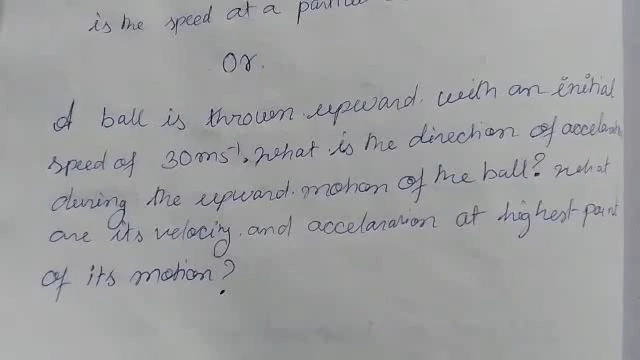 is the speed at a
Or.
A ball is thrown upward. with an initial
speed of 30ms⁻¹. what is the direction of accelara
during the upward motion of the ball? what
are its velocity. and accelaration at highest point
of its motion?